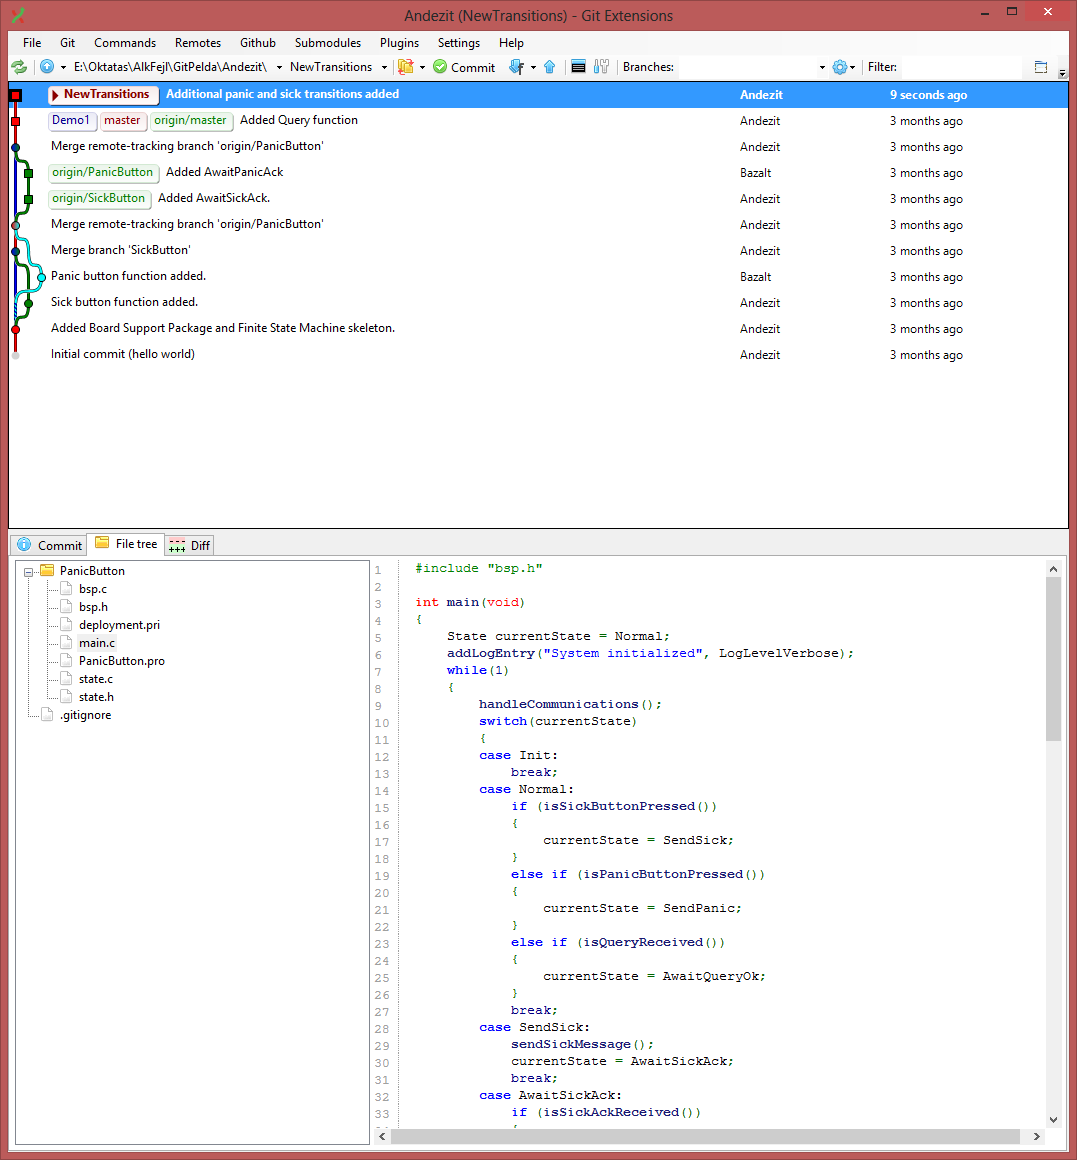 Andezit (NewTransitions) - Git Extensions
File Git Commands Remotes Github Submodules Plugins Settings Help
E:\Oktatas\AlkFejl\GitPelda\Andezit\ NewTransitions Commit Branches: Filter:
NewTransitions Additional panic and sick transitions added Andezit 9 seconds ago
Demo1 master origin/master Added Query function Andezit 3 months ago
Merge remote-tracking branch 'origin/PanicButton' Andezit 3 months ago
origin/PanicButton Added AwaitPanicAck Bazalt 3 months ago
origin/SickButton Added AwaitSickAck. Andezit 3 months ago
Merge remote-tracking branch 'origin/PanicButton' Andezit 3 months ago
Merge branch 'SickButton' Andezit 3 months ago
Panic button function added. Bazalt 3 months ago
Sick button function added. Andezit 3 months ago
Added Board Support Package and Finite State Machine skeleton. Andezit 3 months ago
Initial commit (hello world) Andezit 3 months ago
Commit File tree Diff
PanicButton
bsp.c
bsp.h
deployment.pri
main.c
PanicButton.pro
state.c
state.h
.gitignore
1 #include "bsp.h"
2
3 int main(void)
4 {
5 State currentState = Normal;
6 addLogEntry("System initialized", LogLevelVerbose);
7 while(1)
8 {
9 handleCommunications();
10 switch(currentState)
11 {
12 case Init:
13 break;
14 case Normal:
15 if (isSickButtonPressed())
16 {
17 currentState = SendSick;
18 }
19 else if (isPanicButtonPressed())
20 {
21 currentState = SendPanic;
22 }
23 else if (isQueryReceived())
24 {
25 currentState = AwaitQueryOk;
26 }
27 break;
28 case SendSick:
29 sendSickMessage();
30 currentState = AwaitSickAck;
31 break;
32 case AwaitSickAck:
33 if (isSickAckReceived())